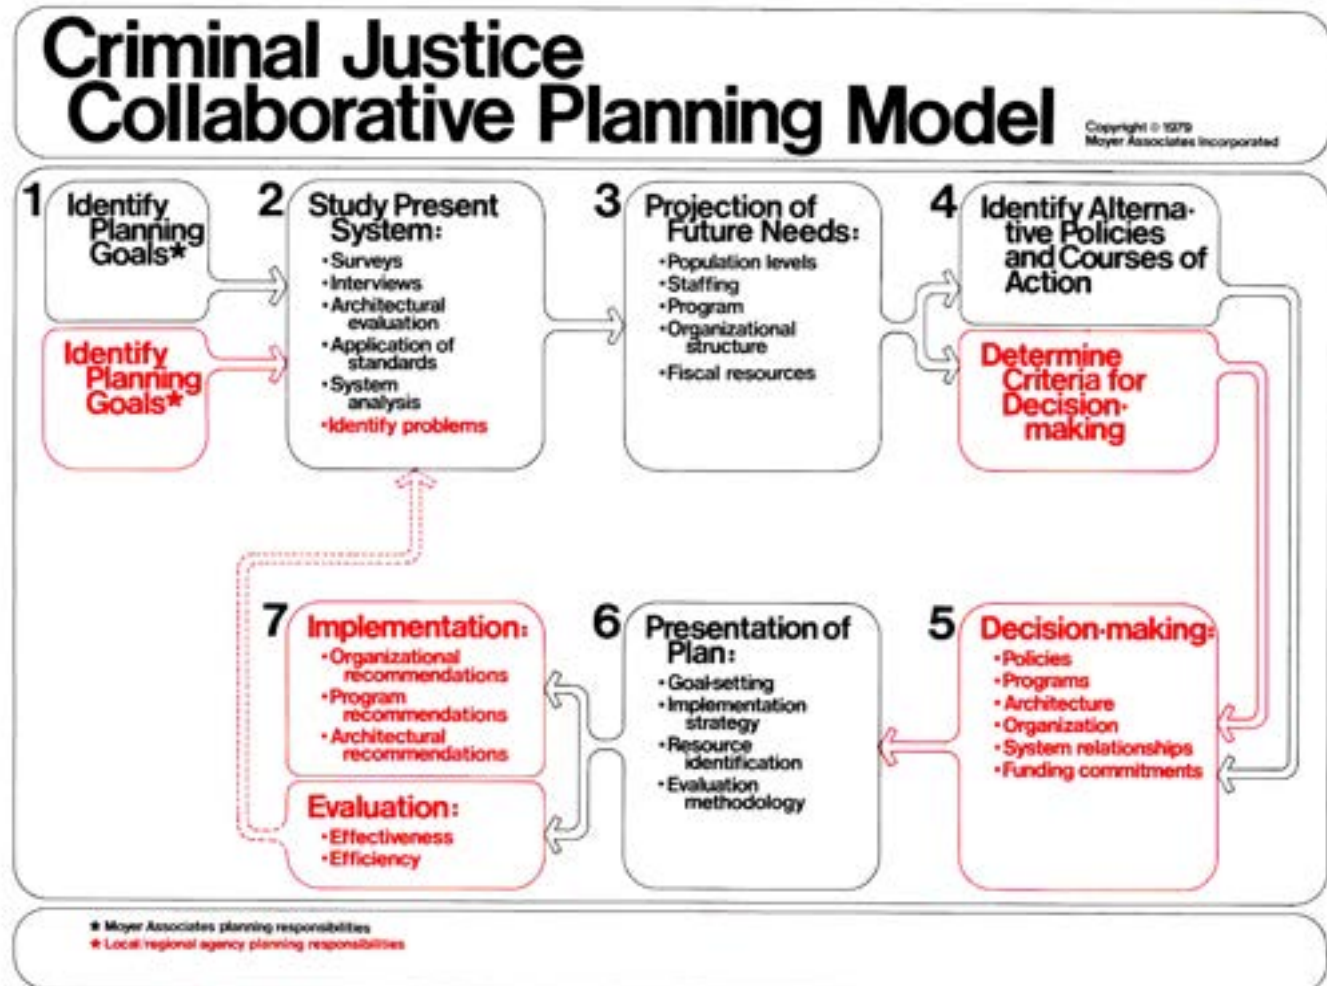 Criminal Justice
Collaborative Planning Model
Copyright © 1979
Moyer Associates Incorporated
1
Identify
Planning
Goals★
Identify
Planning
Goals★
2
Study Present
System:
•Surveys
•Interviews
•Architectural
evaluation
•Application of
standards
•System
analysis
•Identify problems
3
Projection of
Future Needs:
•Population levels
•Staffing
•Program
•Organizational
structure
•Fiscal resources
4
Identify Alterna-
tive Policies
and Courses of
Action
Determine
Criteria for
Decision-
making
5
Decision-making:
•Policies
•Programs
•Architecture
•Organization
•System relationships
•Funding commitments
6
Presentation of
Plan:
•Goal-setting
•Implementation
strategy
•Resource
identification
•Evaluation
methodology
7
Implementation:
•Organizational
recommendations
•Program
recommendations
•Architectural
recommendations
Evaluation:
•Effectiveness
•Efficiency
★ Moyer Associates planning responsibilities
★ Local/regional agency planning responsibilities